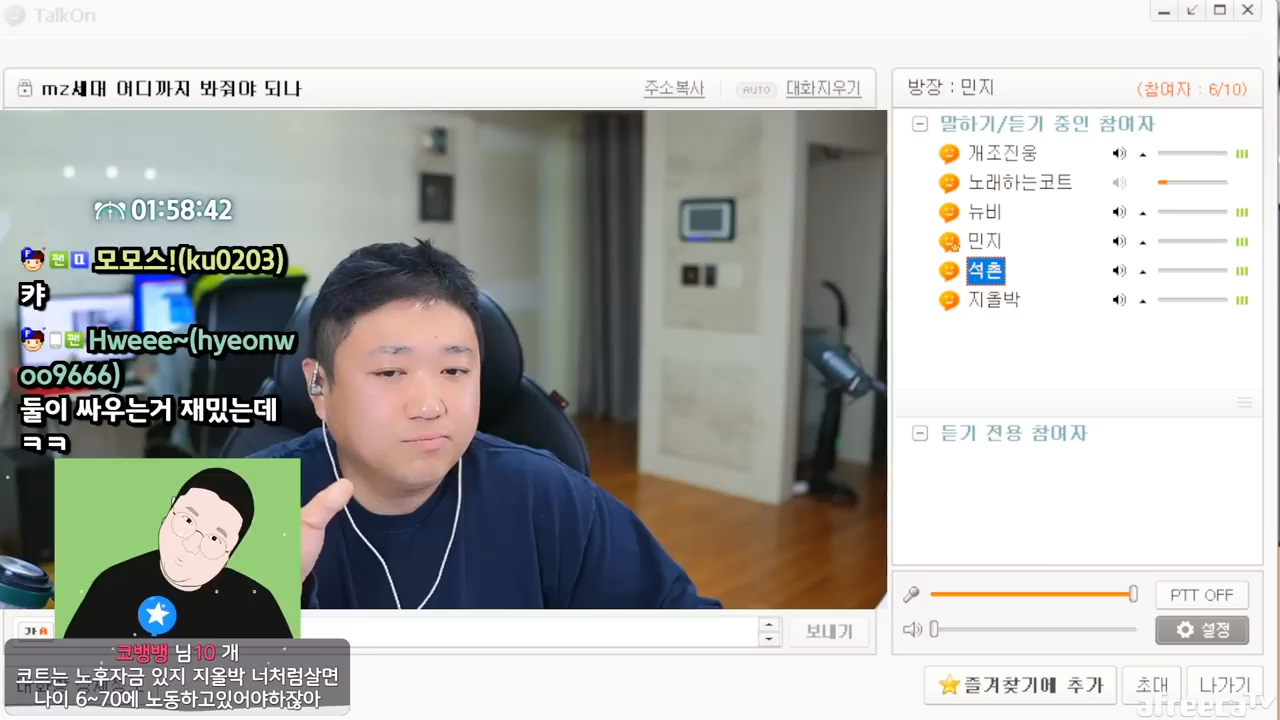 TalkOn
mz세대 어디까지 봐줘야 되나
주소복사
AUTO
대화지우기
방장 : 민지
(참여자 : 6/10)
말하기/듣기 중인 참여자
개조진웅
노래하는코트
뉴비
민지
석촌
지올박
01:58:42
팬 모모스!(ku0203)
캬
팬 Hweee~(hyeonw
oo9666)
둘이 싸우는거 재밌는데
ㅋㅋ
듣기 전용 참여자
PTT OFF
설정
가
보내기
코뱅뱅 님10 개
코트는 노후자금 있지 지올박 너처럼살면
나이 6~70에 노동하고있어야하잖아
즐겨찾기에 추가
초대
나가기
afreecaTV